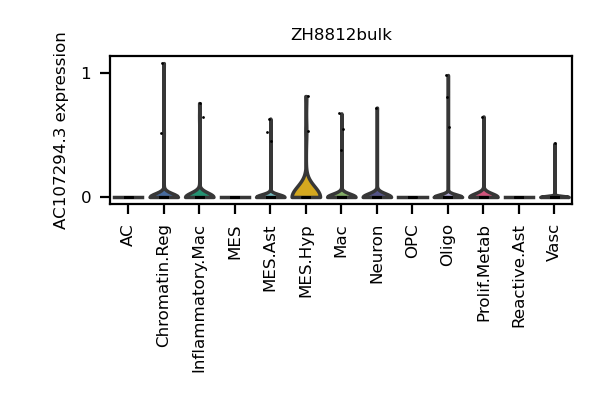 ZH8812bulk
AC107294.3 expression
1
0
AC
Chromatin.Reg
Inflammatory.Mac
MES
MES.Ast
MES.Hyp
Mac
Neuron
OPC
Oligo
Prolif.Metab
Reactive.Ast
Vasc